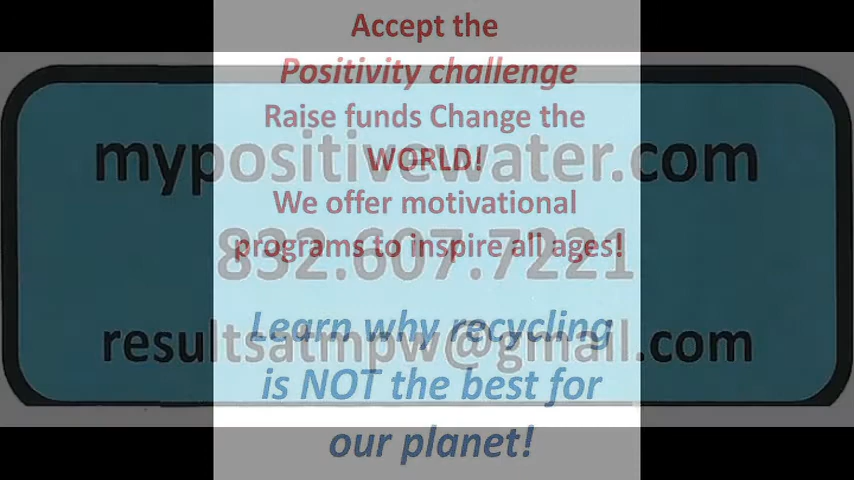 Accept the
Positivity challenge
Raise funds Change the
WORLD!
We offer motivational
programs to inspire all ages!
Learn why recycling
is NOT the best for
our planet!
mypositivewater.com
832.607.7221
resultsatmpw@gmail.com